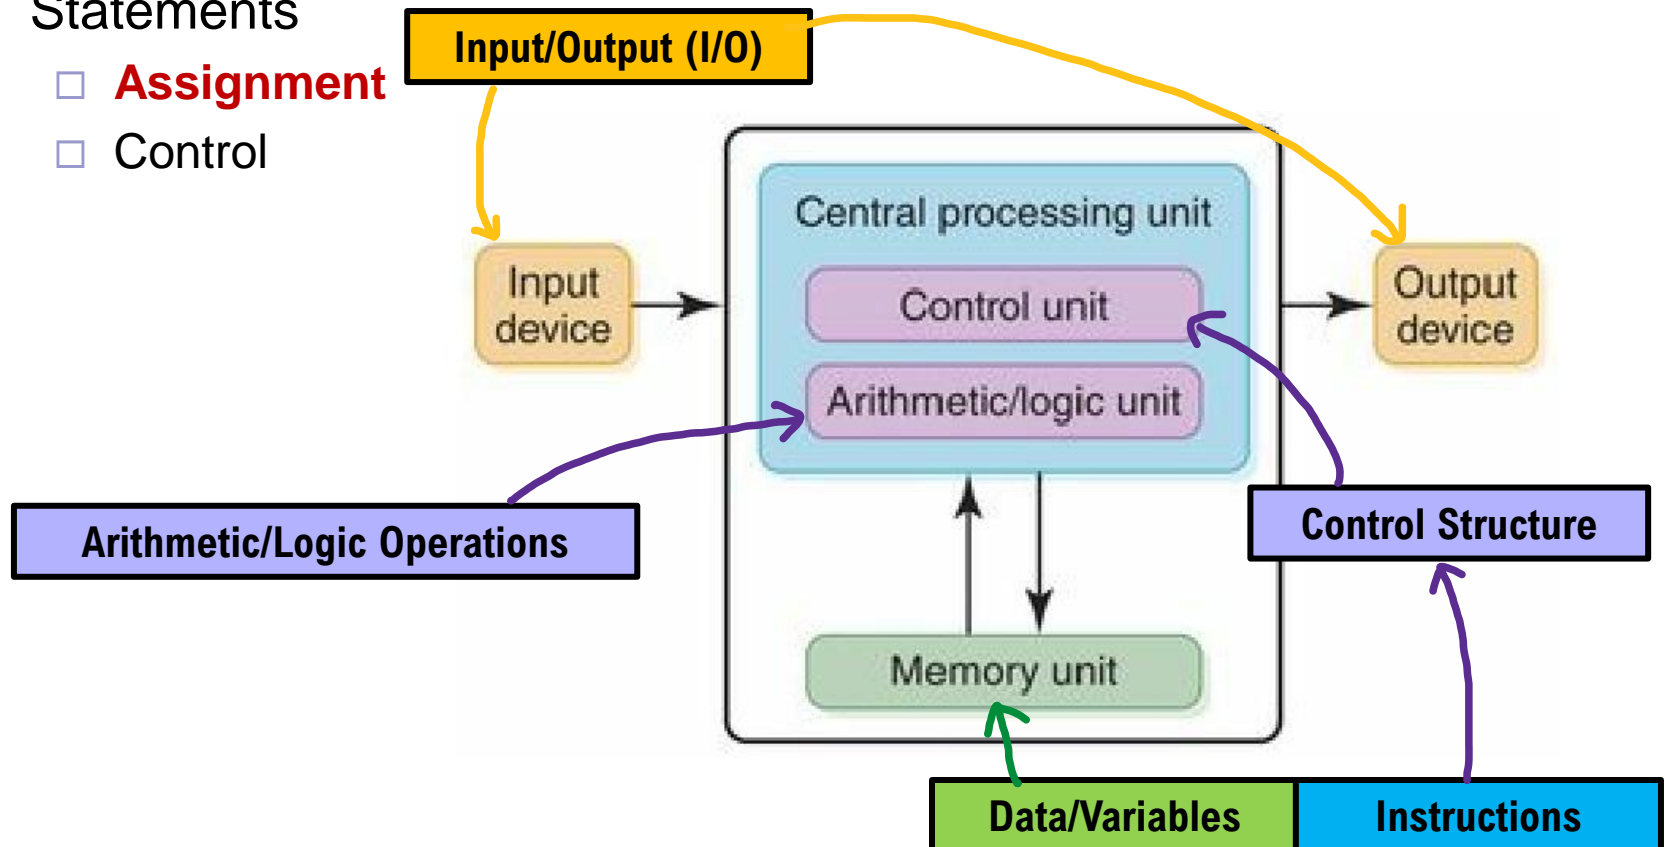 Statements
Assignment
Control
Input/Output (I/O)
Central processing unit
Input
device
Control unit
Output
device
Arithmetic/logic unit
Arithmetic/Logic Operations
Control Structure
Memory unit
Data/Variables
Instructions